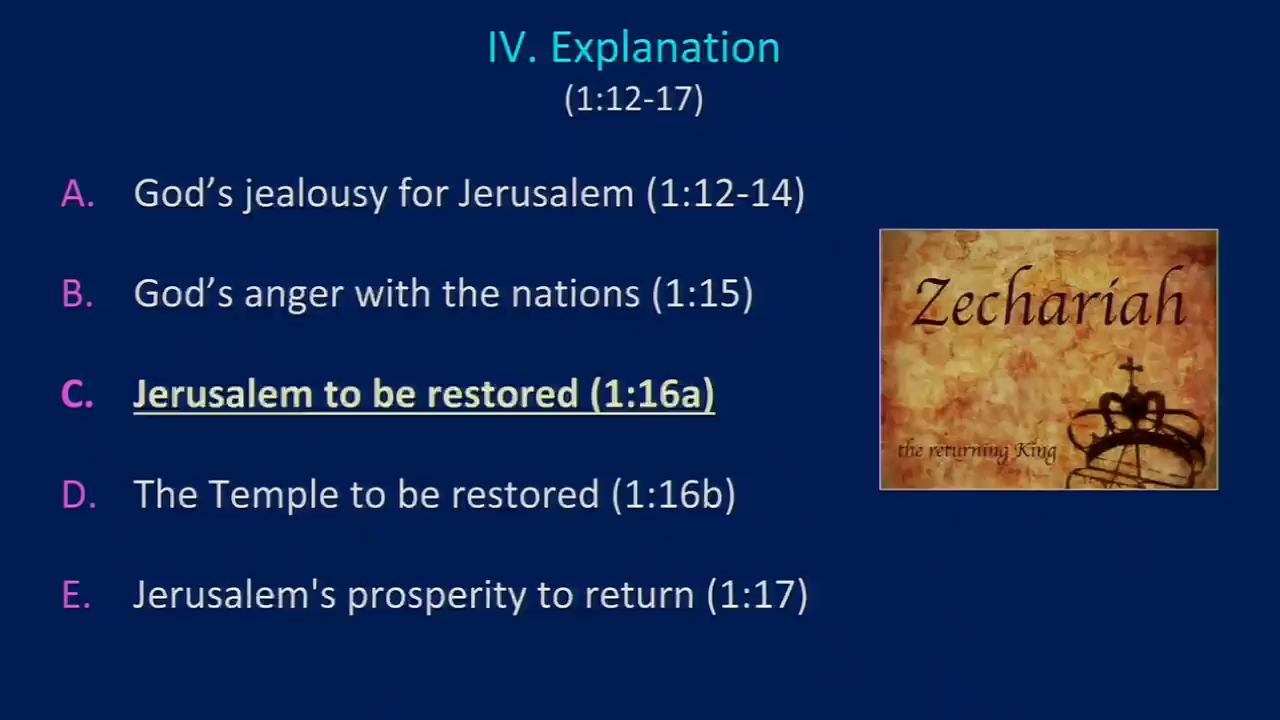 IV. Explanation
(1:12-17)
A. God’s jealousy for Jerusalem (1:12-14)
B. God’s anger with the nations (1:15)
C. Jerusalem to be restored (1:16a)
D. The Temple to be restored (1:16b)
E. Jerusalem's prosperity to return (1:17)
Zechariah
the returning King